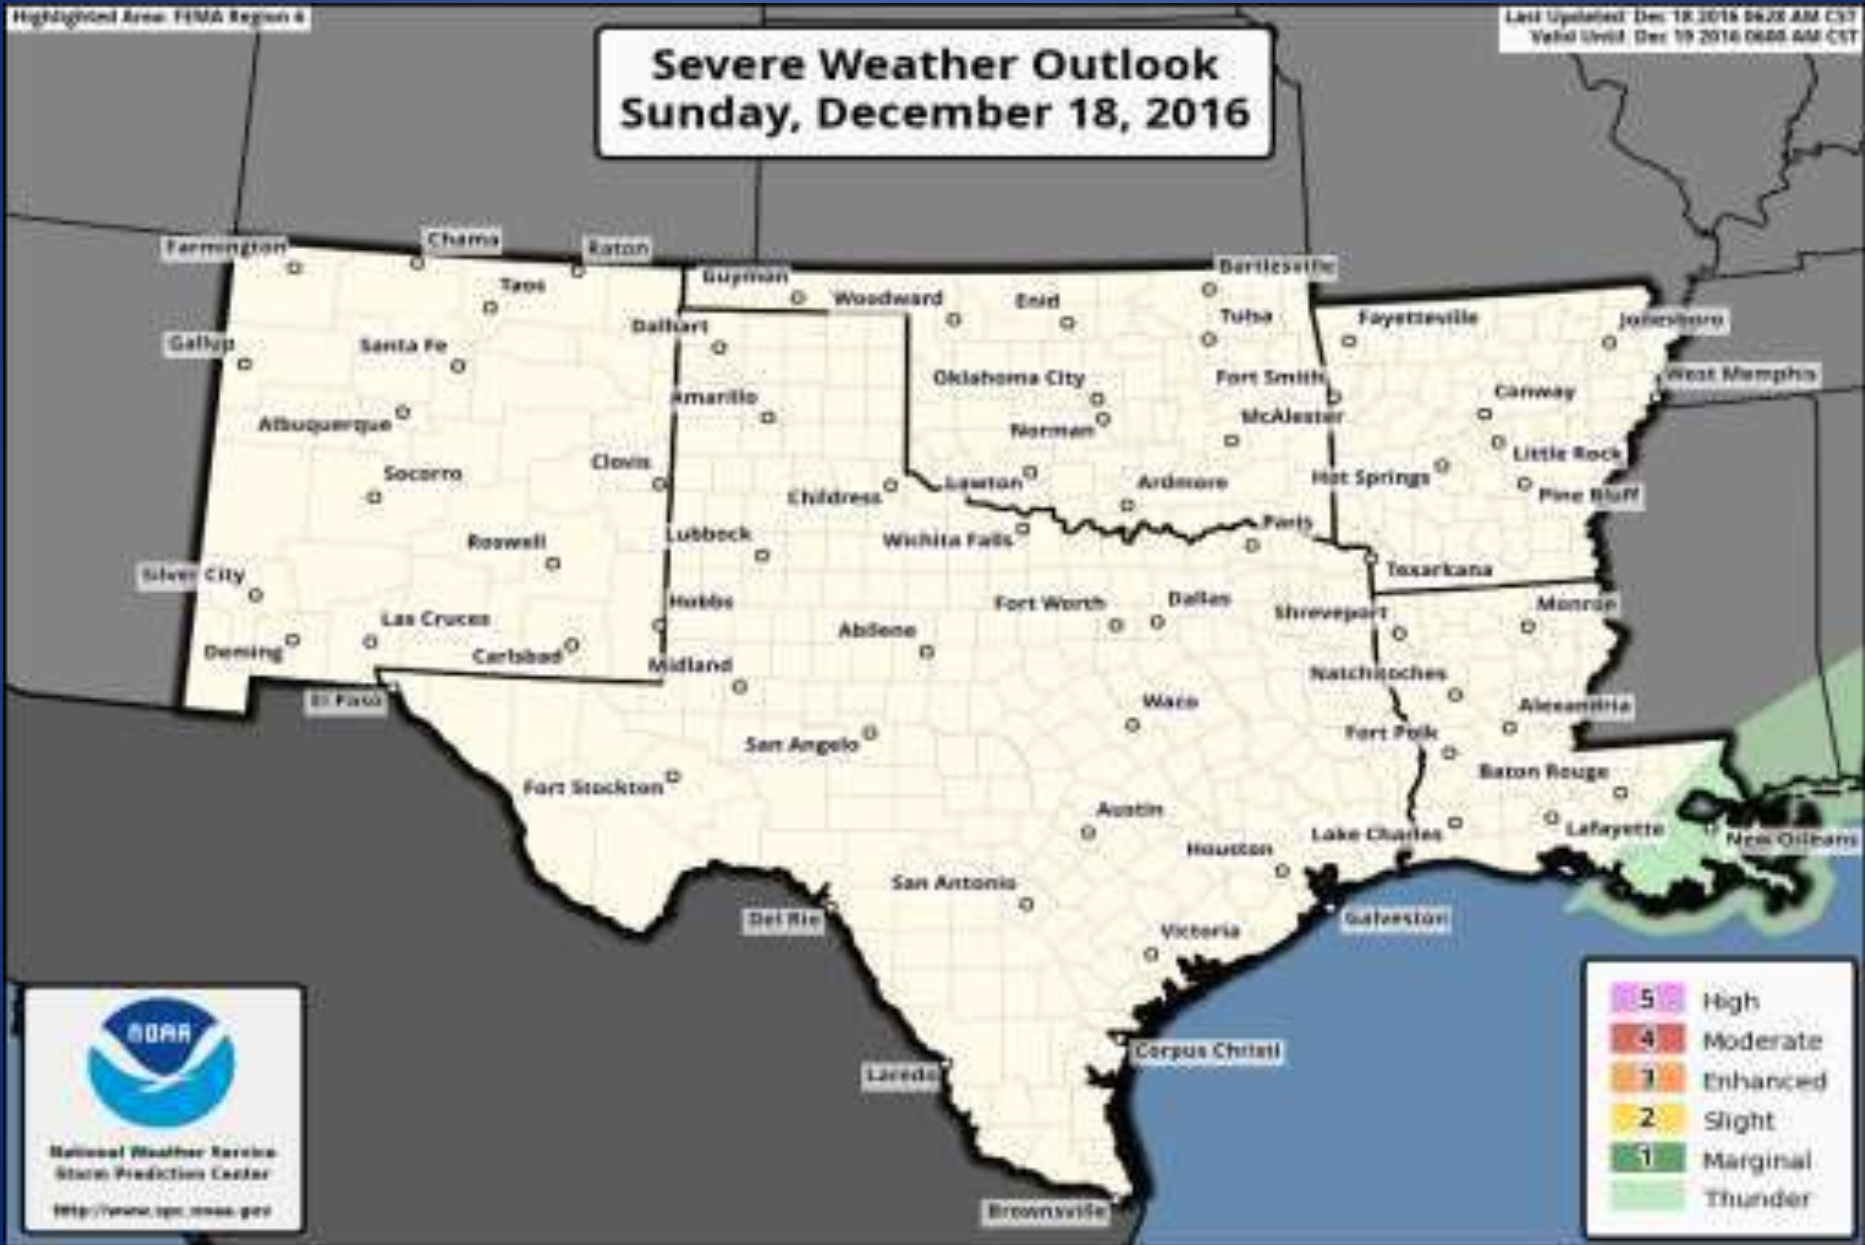 Highlighted Area: FEMA Region 6
Last Updated: Dec 18 2016 0628 AM CST
Valid Until: Dec 19 2016 0600 AM CST
Severe Weather Outlook
Sunday, December 18, 2016
Farmington
Chama
Raton
Taos
Guymon
Woodward
Enid
Bartlesville
Tulsa
Fayetteville
Jonesboro
Gallup
Santa Fe
Dalhart
Oklahoma City
Fort Smith
West Memphis
Conway
Albuquerque
Amarillo
Norman
McAlester
Little Rock
Socorro
Clovis
Childress
Lawton
Ardmore
Hot Springs
Pine Bluff
Roswell
Lubbock
Wichita Falls
Paris
Texarkana
Silver City
Las Cruces
Hobbs
Fort Worth
Dallas
Shreveport
Monroe
Deming
Carlsbad
Midland
Abilene
Natchitoches
El Paso
San Angelo
Waco
Fort Polk
Alexandria
Fort Stockton
Austin
Baton Rouge
Houston
Lake Charles
Lafayette
New Orleans
Del Rio
San Antonio
Victoria
Galveston
Laredo
Corpus Christi
Brownsville
NOAA
National Weather Service
Storm Prediction Center
http://www.spc.noaa.gov
5 High
4 Moderate
3 Enhanced
2 Slight
1 Marginal
Thunder